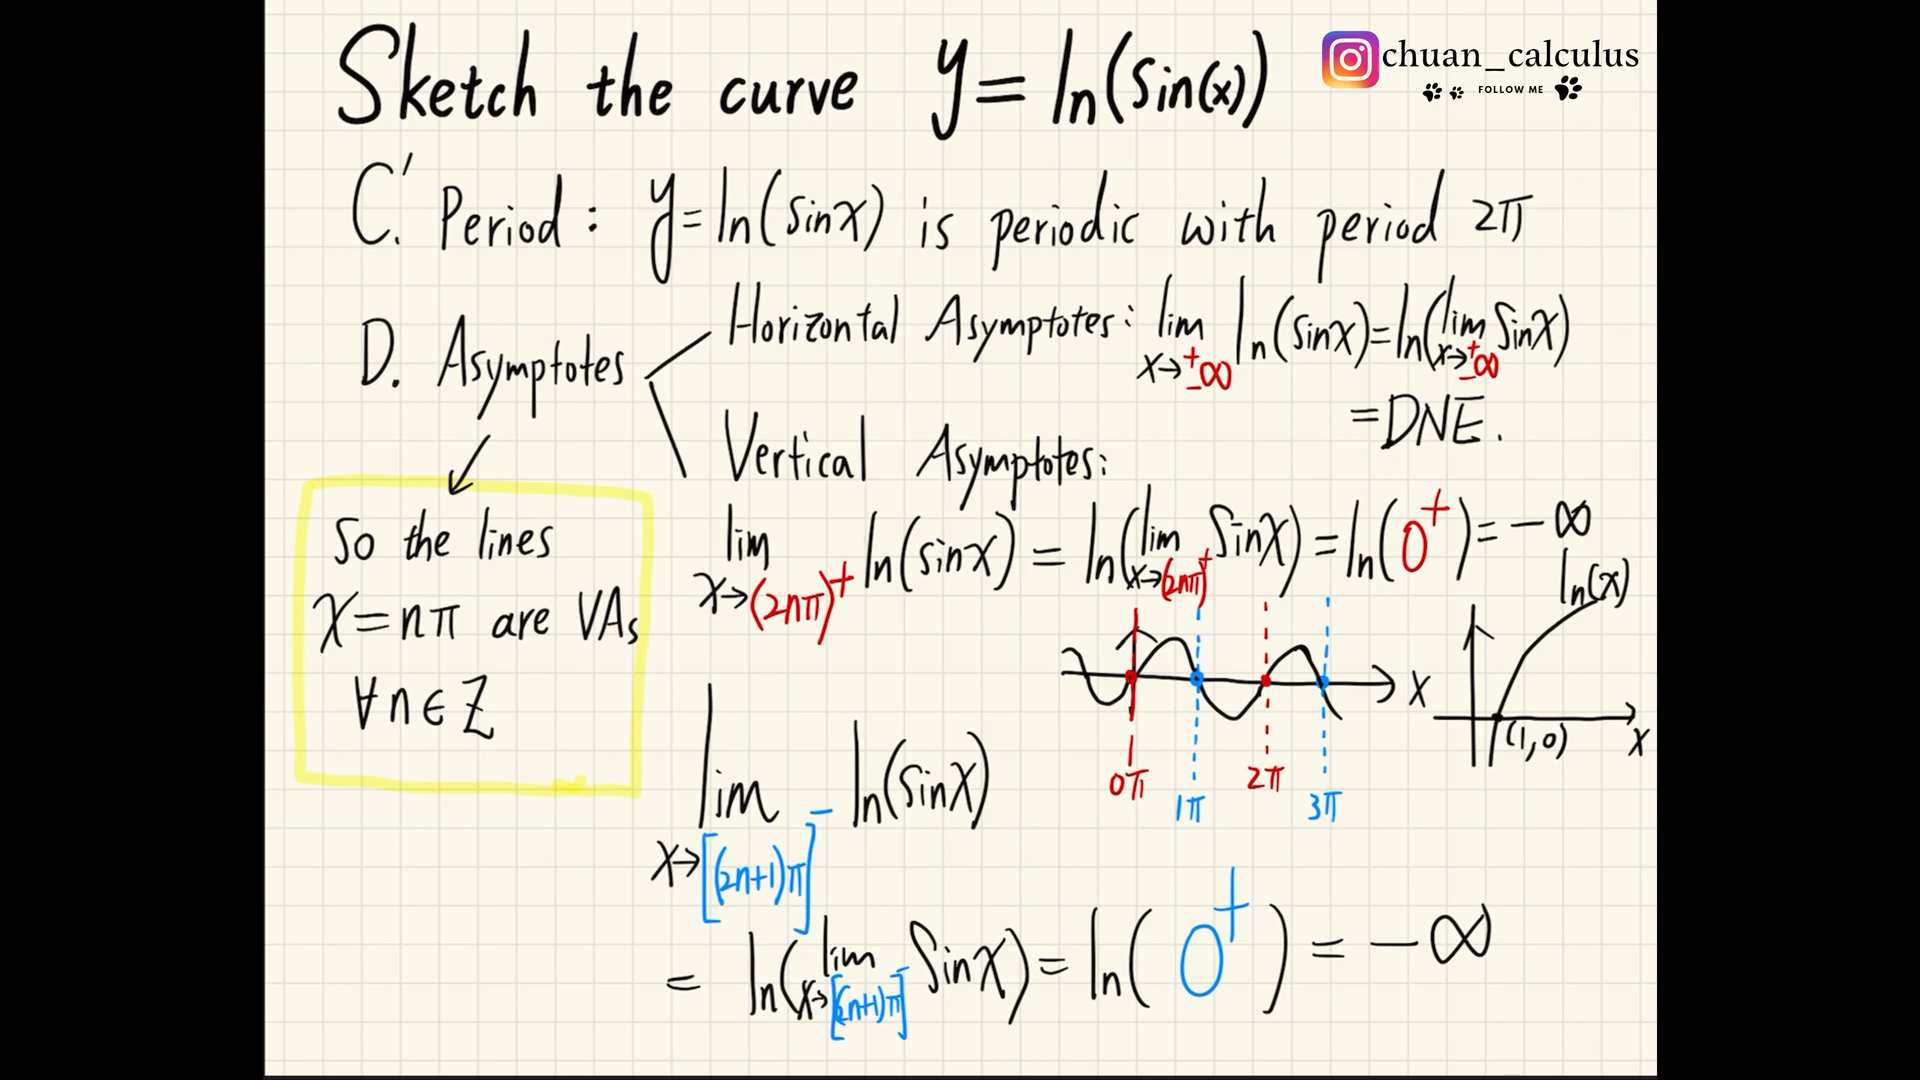 Sketch the curve y = ln(sin(x))
chuan_calculus
FOLLOW ME
C.' Period : y = ln(sinx) is periodic with period 2π
D. Asymptotes
Horizontal Asymptotes: lim x→±∞ ln(sinx) = ln(lim x→±∞ sinx)
= DNE.
Vertical Asymptotes:
lim x→(2nπ)⁺ ln(sinx) = ln(lim x→(2nπ)⁺ sinx) = ln(0⁺) = -∞
So the lines
x = nπ are VAs
∀n∈Z
0π 1π 2π 3π x
ln(x)
(1,0) x
lim x→[(2n+1)π]⁻ ln(sinx)
= ln(lim x→[(2n+1)π]⁻ sinx) = ln(0⁺) = -∞